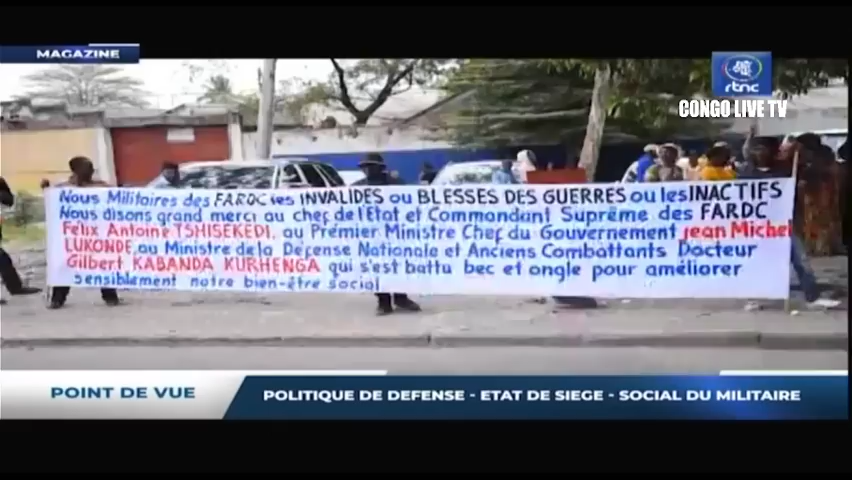 MAGAZINE
rtnc
CONGO LIVE TV
Nous Militaires des FARDC les INVALIDES ou BLESSES DES GUERRES ou les INACTIFS
Nous disons grand merci au chef de l'Etat et Commandant Suprême des FARDC
Félix Antoine TSHISEKEDI, au Premier Ministre Chef du Gouvernement Jean Michel
LUKONDE, au Ministre de la Défense Nationale et Anciens Combattants Docteur
Gilbert KABANDA KURHENGA qui s'est battu bec et ongle pour améliorer
sensiblement notre bien-être social
POINT DE VUE
POLITIQUE DE DEFENSE - ETAT DE SIEGE - SOCIAL DU MILITAIRE